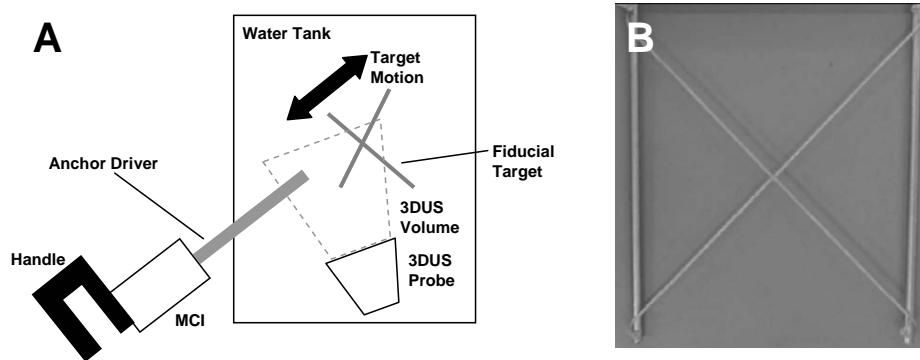 A
Water Tank
Target
Motion
Anchor Driver
Fiducial
Target
3DUS
Volume
Handle
3DUS
Probe
MCI
B